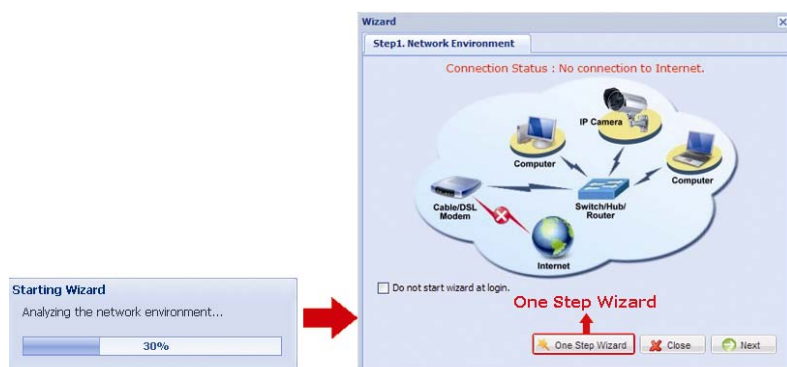 Starting Wizard
Analyzing the network environment...
30%
Wizard
Step1. Network Environment
Connection Status : No connection to Internet.
IP Camera
Computer
Computer
Cable/DSL
Modem
Switch/Hub/
Router
Internet
Do not start wizard at login.
One Step Wizard
One Step Wizard
Close
Next